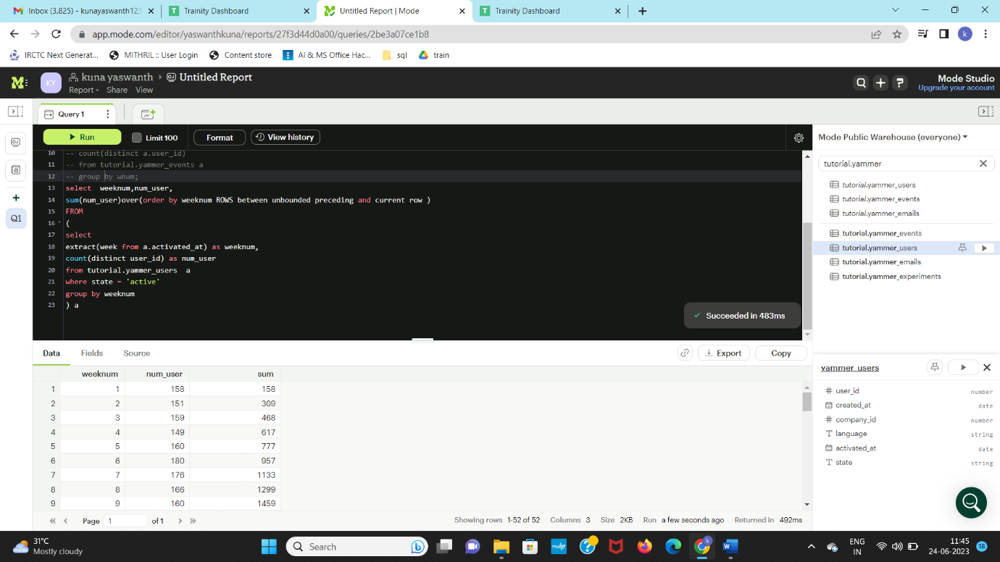 Inbox (3,825) - kunayaswanth123
Trainity Dashboard
Untitled Report | Mode
Trainity Dashboard
app.mode.com/editor/yaswanthkuna/reports/27f3d44d0a00/queries/2be3a07ce1b8
k
IRCTC Next Generat...
MITHRIL :: User Login
Content store
AI & MS Office Hac...
sql
train
KY
kuna yaswanth
Untitled Report
Report
Share
View
Mode Studio
Upgrade your account
Query 1
Run
Limit 100
Format
View history
Mode Public Warehouse (everyone)
tutorial.yammer
tutorial.yammer_users
tutorial.yammer_events
tutorial.yammer_emails
tutorial.yammer_events
tutorial.yammer_users
tutorial.yammer_emails
tutorial.yammer_experiments
Q1
10 -- count(distinct a.user_id)
11 -- from tutorial.yammer_events a
12 -- group by wnum;
13 select weeknum,num_user,
14 sum(num_user)over(order by weeknum ROWS between unbounded preceding and current row )
15 FROM
16 (
17 select
18 extract(week from a.activated_at) as weeknum,
19 count(distinct user_id) as num_user
20 from tutorial.yammer_users a
21 where state = 'active'
22 group by weeknum
23 ) a
Succeeded in 483ms
Data
Fields
Source
Export
Copy
weeknum num_user sum
1 1 158 158
2 2 151 309
3 3 159 468
4 4 149 617
5 5 160 777
6 6 180 957
7 7 176 1133
8 8 166 1299
9 9 160 1459
Page 1 of 1
Showing rows 1-52 of 52 Columns 3 Size 2KB Run a few seconds ago Returned in 492ms
yammer_users
user_id number
created_at date
company_id number
language string
activated_at date
state string
31°C
Mostly cloudy
Search
ENG
IN
11:45
24-06-2023
18